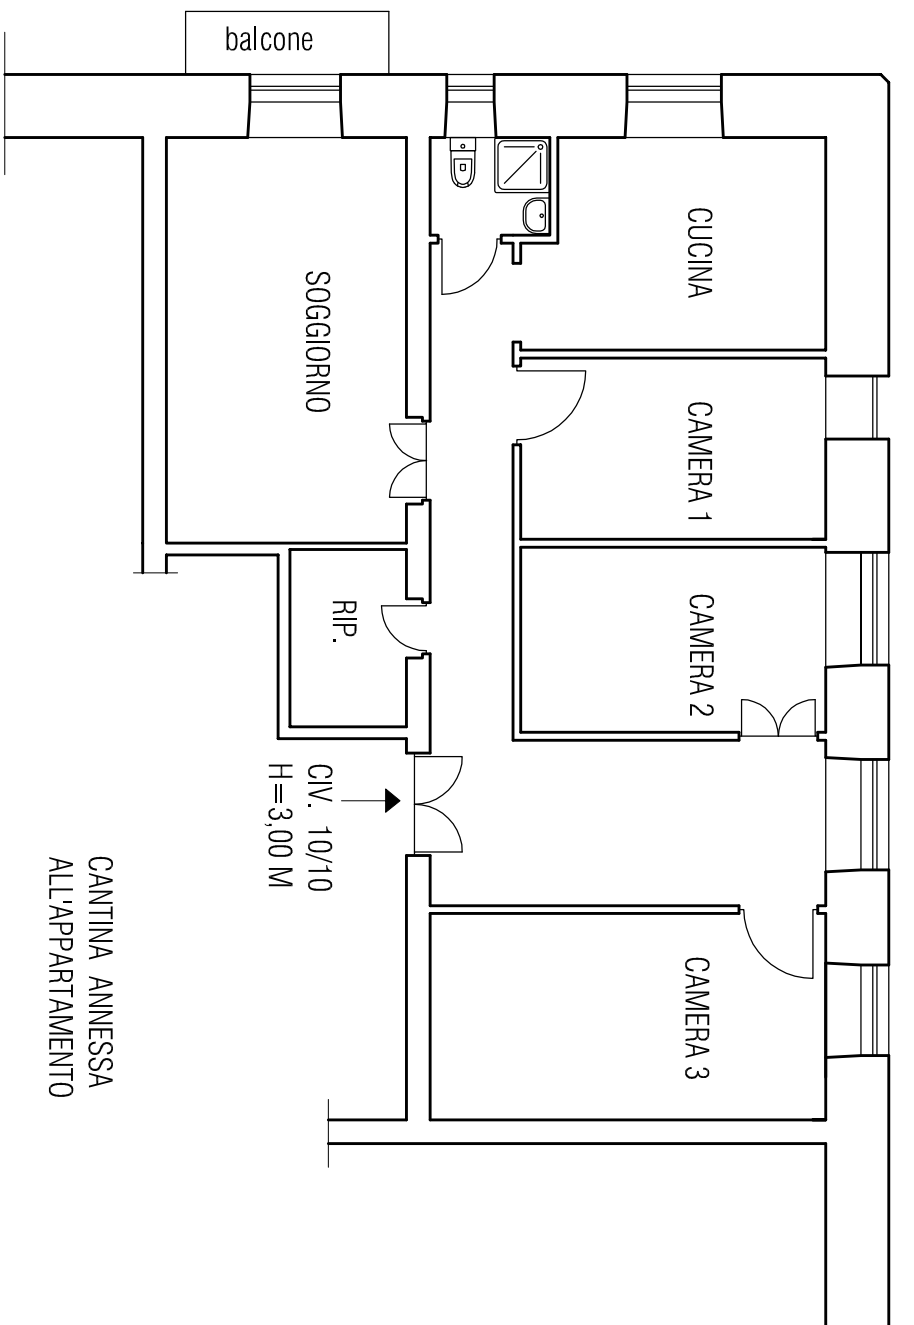 balcone
CUCINA
SOGGIORNO
CAMERA 1
CAMERA 2
RIP.
CIV. 10/10
H=3,00 M
CAMERA 3
CANTINA ANNESSA
ALL'APPARTAMENTO